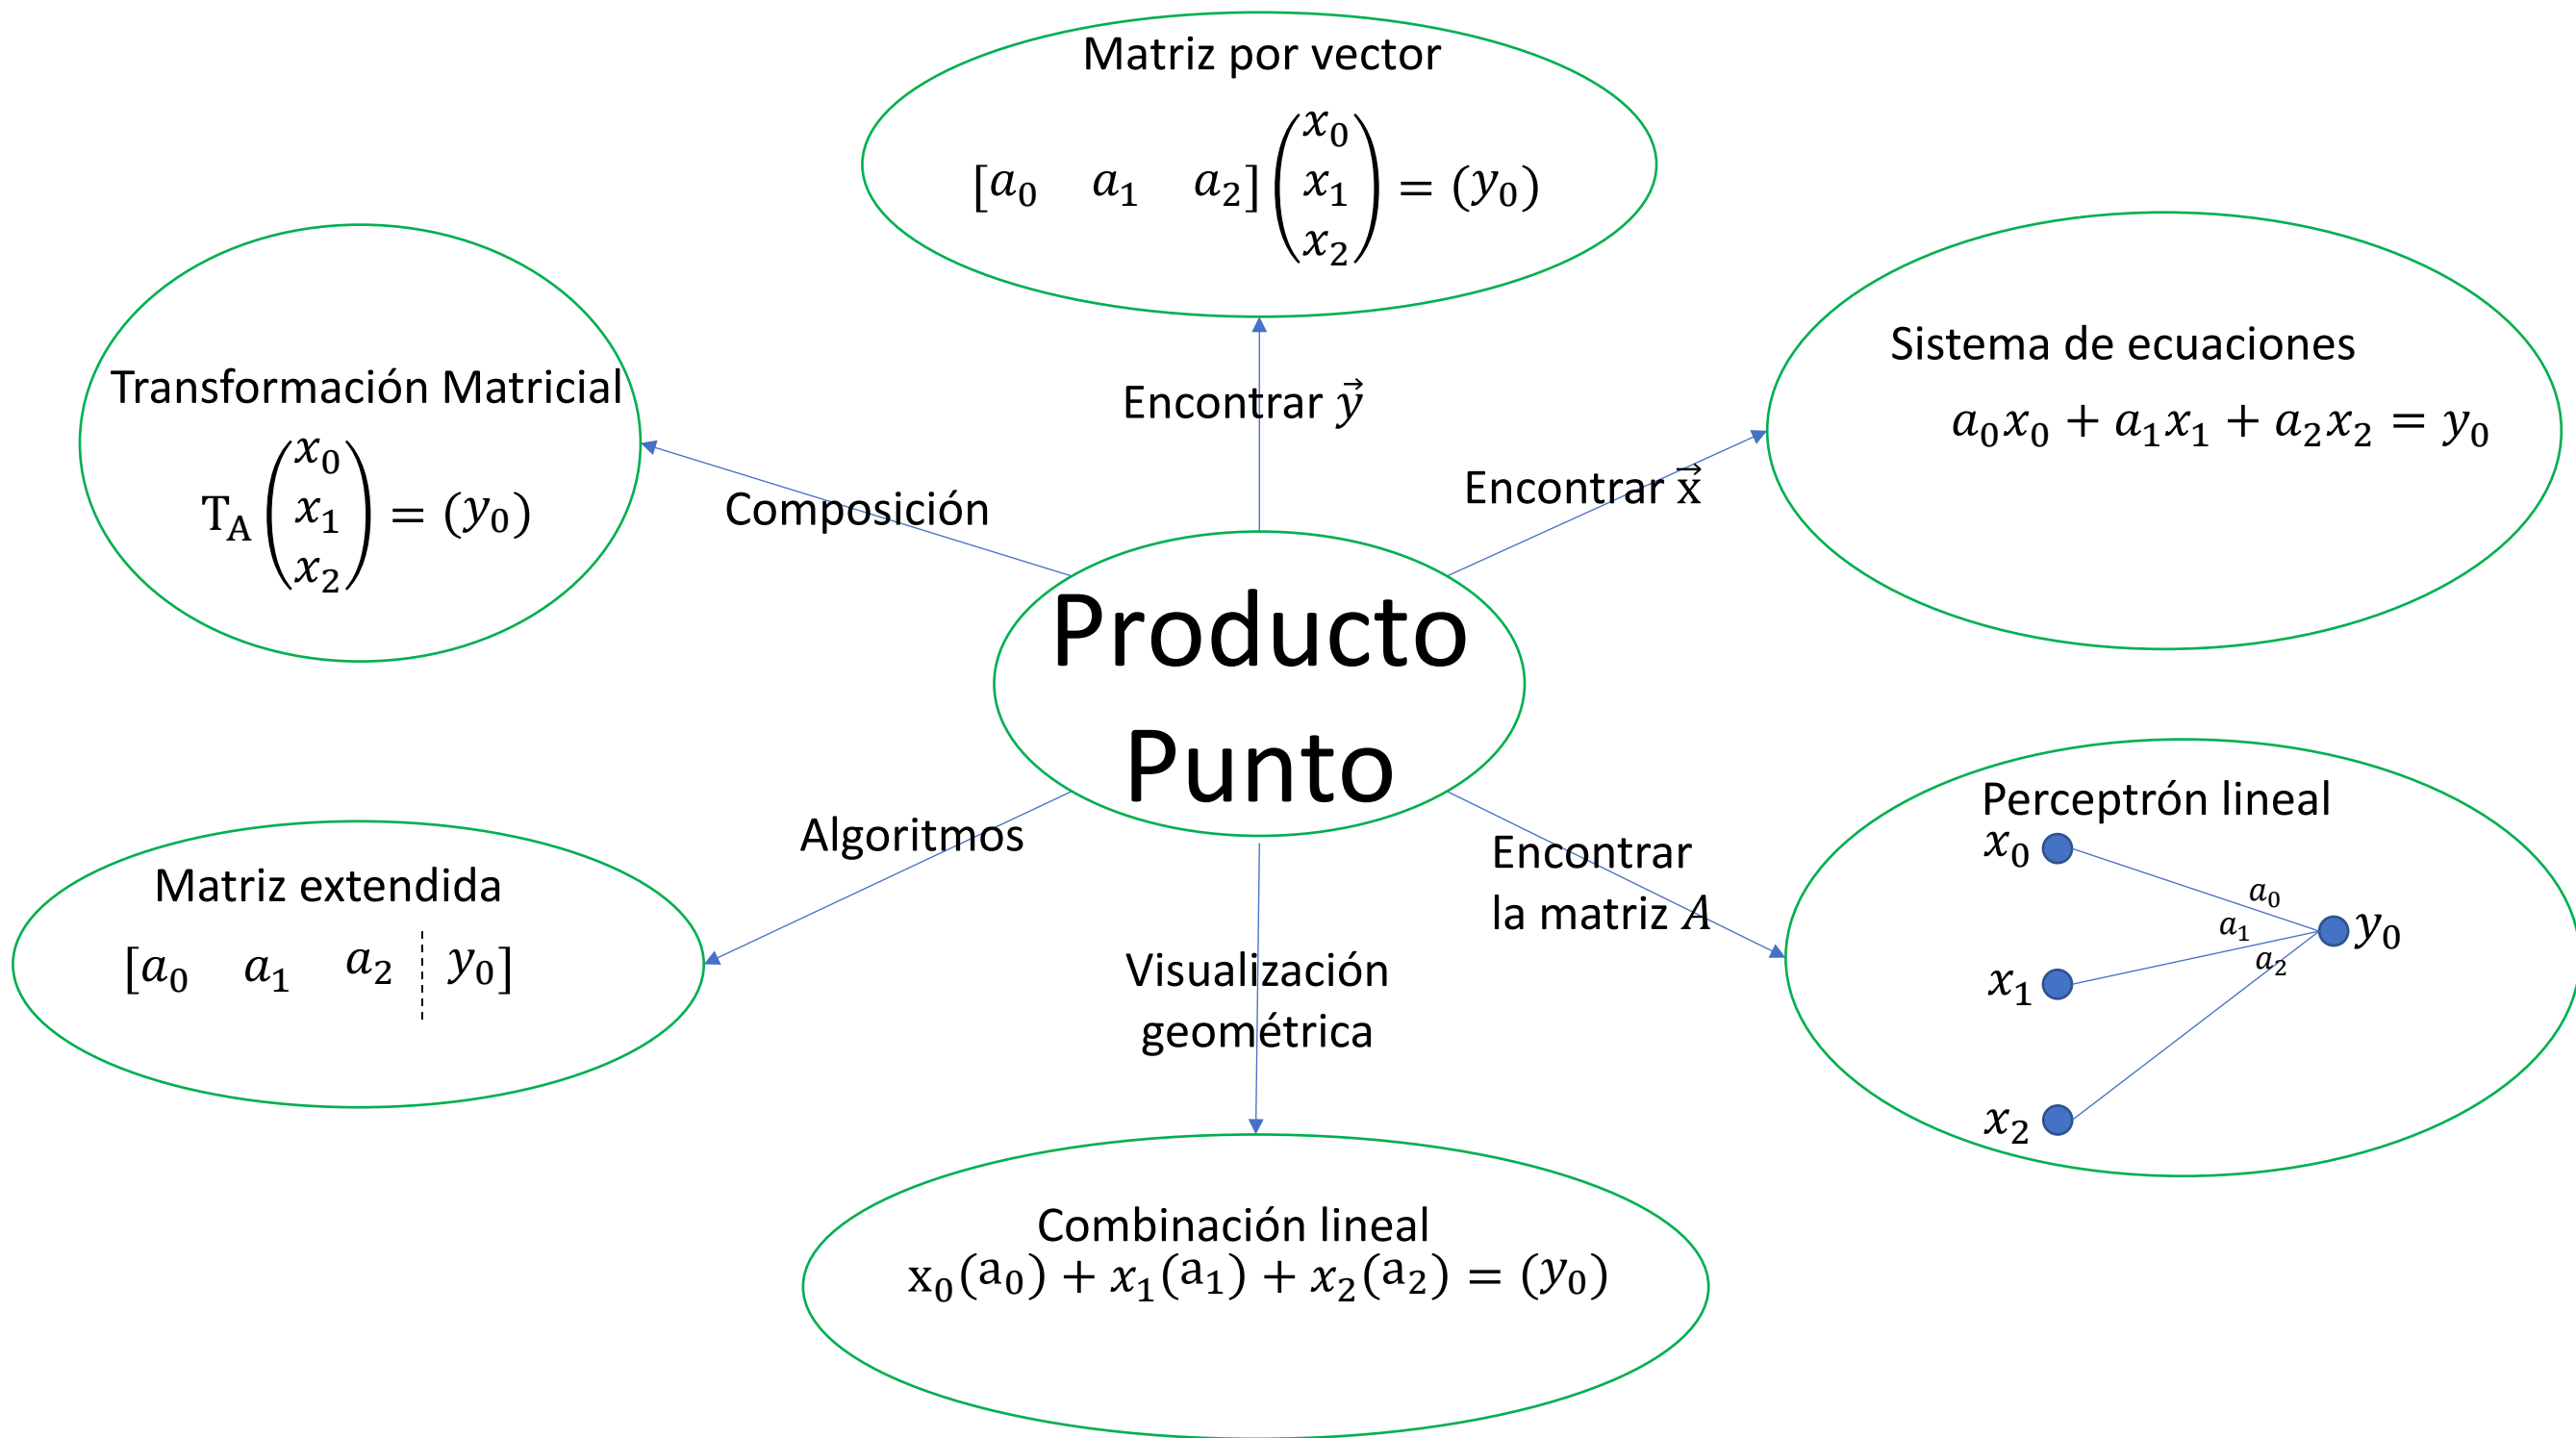 Matriz por vector
[a₀ a₁ a₂] (x₀ x₁ x₂) = (y₀)
Transformación Matricial
T_A (x₀ x₁ x₂) = (y₀)
Sistema de ecuaciones
a₀x₀ + a₁x₁ + a₂x₂ = y₀
Encontrar y⃗
Encontrar x⃗
Composición
Producto
Punto
Algoritmos
Matriz extendida
[a₀ a₁ a₂ ¦ y₀]
Visualización
geométrica
Encontrar
la matriz A
Perceptrón lineal
x₀
a₀
a₁
y₀
a₂
x₁
x₂
Combinación lineal
x₀(a₀) + x₁(a₁) + x₂(a₂) = (y₀)